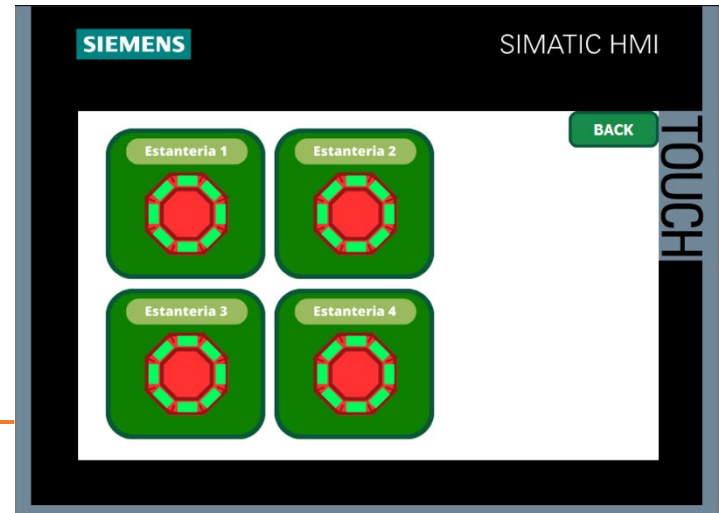 SIEMENS
SIMATIC HMI
BACK
TOUCH
Estanteria 1
Estanteria 2
Estanteria 3
Estanteria 4